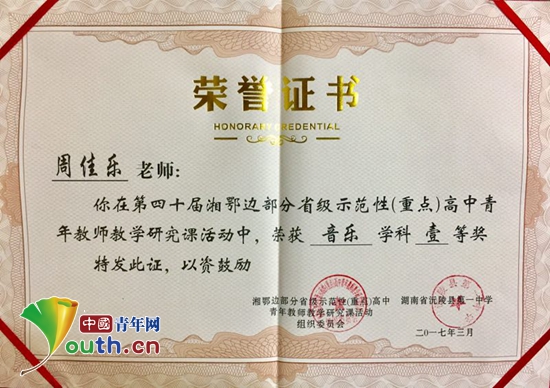 荣誉证书
HONORARY CREDENTIAL
周佳乐 老师:
你在第四十届湘鄂边部分省级示范性(重点)高中青
年教师教学研究课活动中,荣获 音乐 学科 壹 等奖
特发此证,以资鼓励
湘鄂边部分省级示范性(重点)高中
青年教师教学研究课活动
组织委员会
湖南省沅陵县第一中学
二〇一七年三月
中國青年网
youth.cn